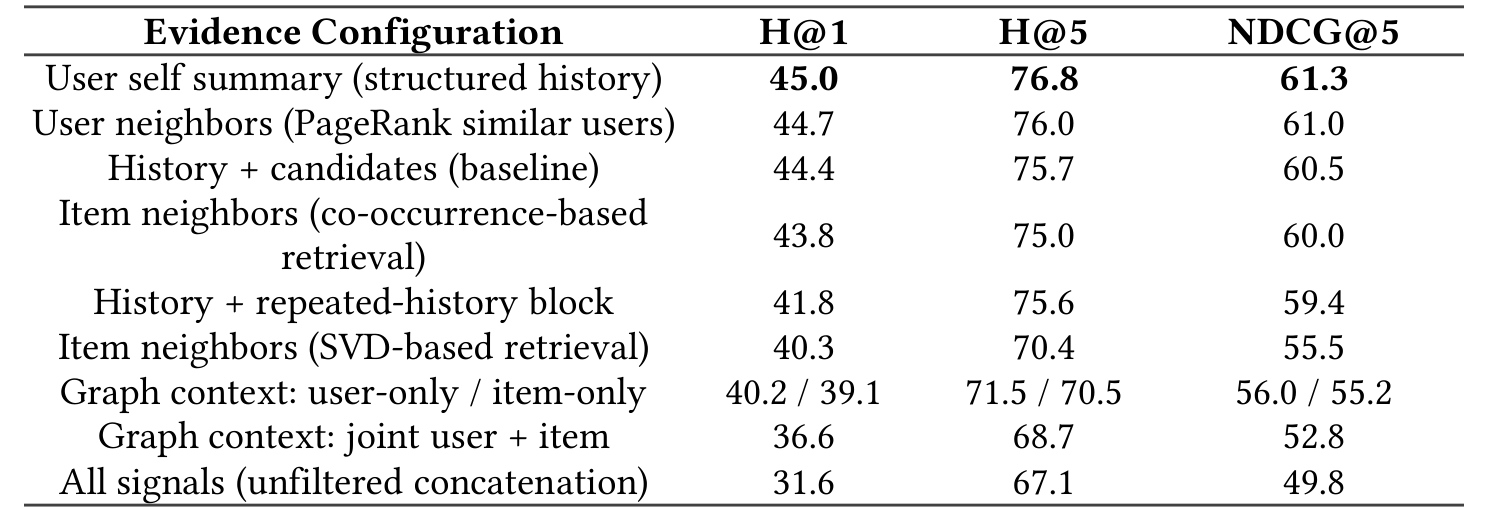 Evidence Configuration H@1 H@5 NDCG@5
User self summary (structured history) 45.0 76.8 61.3
User neighbors (PageRank similar users) 44.7 76.0 61.0
History + candidates (baseline) 44.4 75.7 60.5
Item neighbors (co-occurrence-based
retrieval) 43.8 75.0 60.0
History + repeated-history block 41.8 75.6 59.4
Item neighbors (SVD-based retrieval) 40.3 70.4 55.5
Graph context: user-only / item-only 40.2 / 39.1 71.5 / 70.5 56.0 / 55.2
Graph context: joint user + item 36.6 68.7 52.8
All signals (unfiltered concatenation) 31.6 67.1 49.8